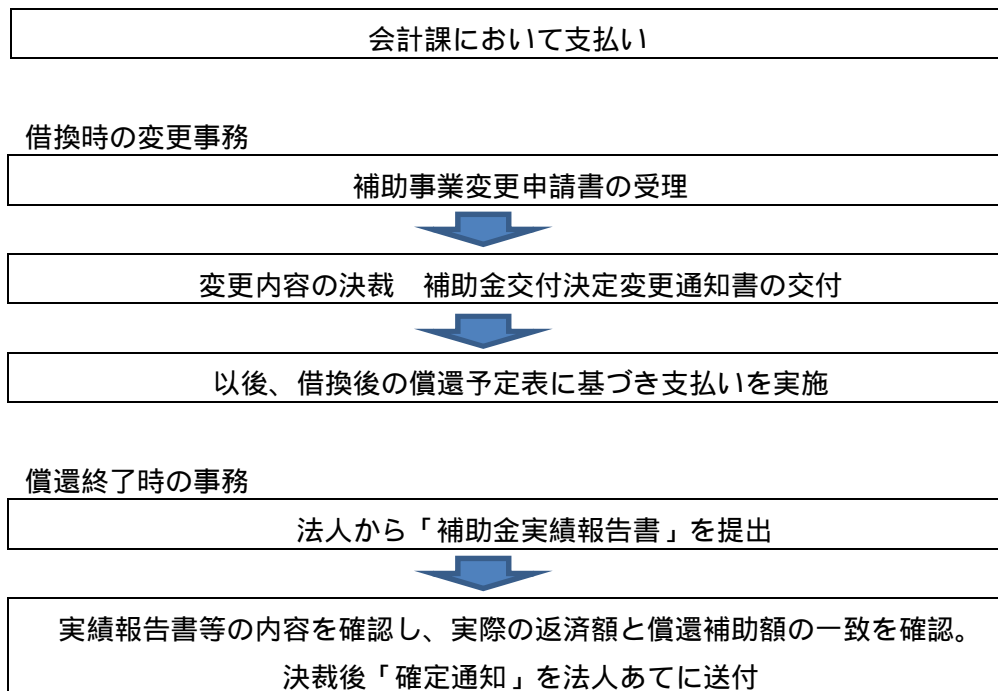 会計課において支払い
借換時の変更事務
補助事業変更申請書の受理
変更内容の決裁　補助金交付決定変更通知書の交付
以後、借換後の償還予定表に基づき支払いを実施
償還終了時の事務
法人から「補助金実績報告書」を提出
実績報告書等の内容を確認し、実際の返済額と償還補助額の一致を確認。
決裁後「確定通知」を法人あてに送付